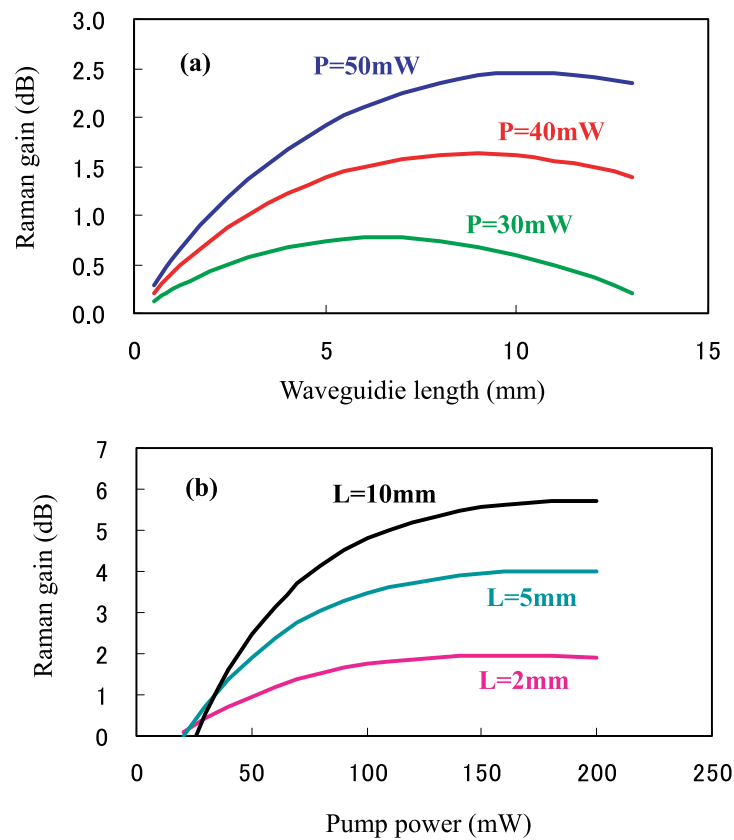 3.0
(a)
P=50mW
2.5
2.0
P=40mW
1.5
1.0
P=30mW
0.5
0.0
0 5 10 15
Raman gain (dB)
Waveguidie length (mm)
7
(b)
L=10mm
6
5
4
L=5mm
3
2
L=2mm
1
0
0 50 100 150 200 250
Raman gain (dB)
Pump power (mW)